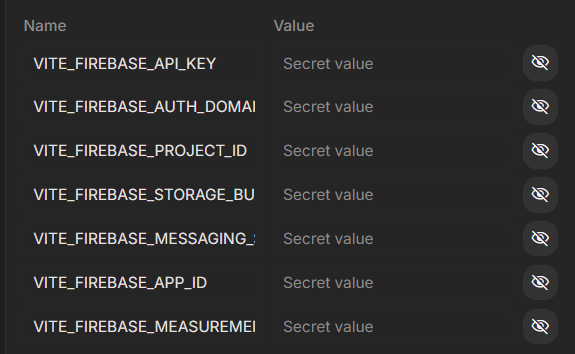 Name Value
VITE_FIREBASE_API_KEY Secret value
VITE_FIREBASE_AUTH_DOMAI Secret value
VITE_FIREBASE_PROJECT_ID Secret value
VITE_FIREBASE_STORAGE_BU Secret value
VITE_FIREBASE_MESSAGING_ Secret value
VITE_FIREBASE_APP_ID Secret value
VITE_FIREBASE_MEASUREME Secret value